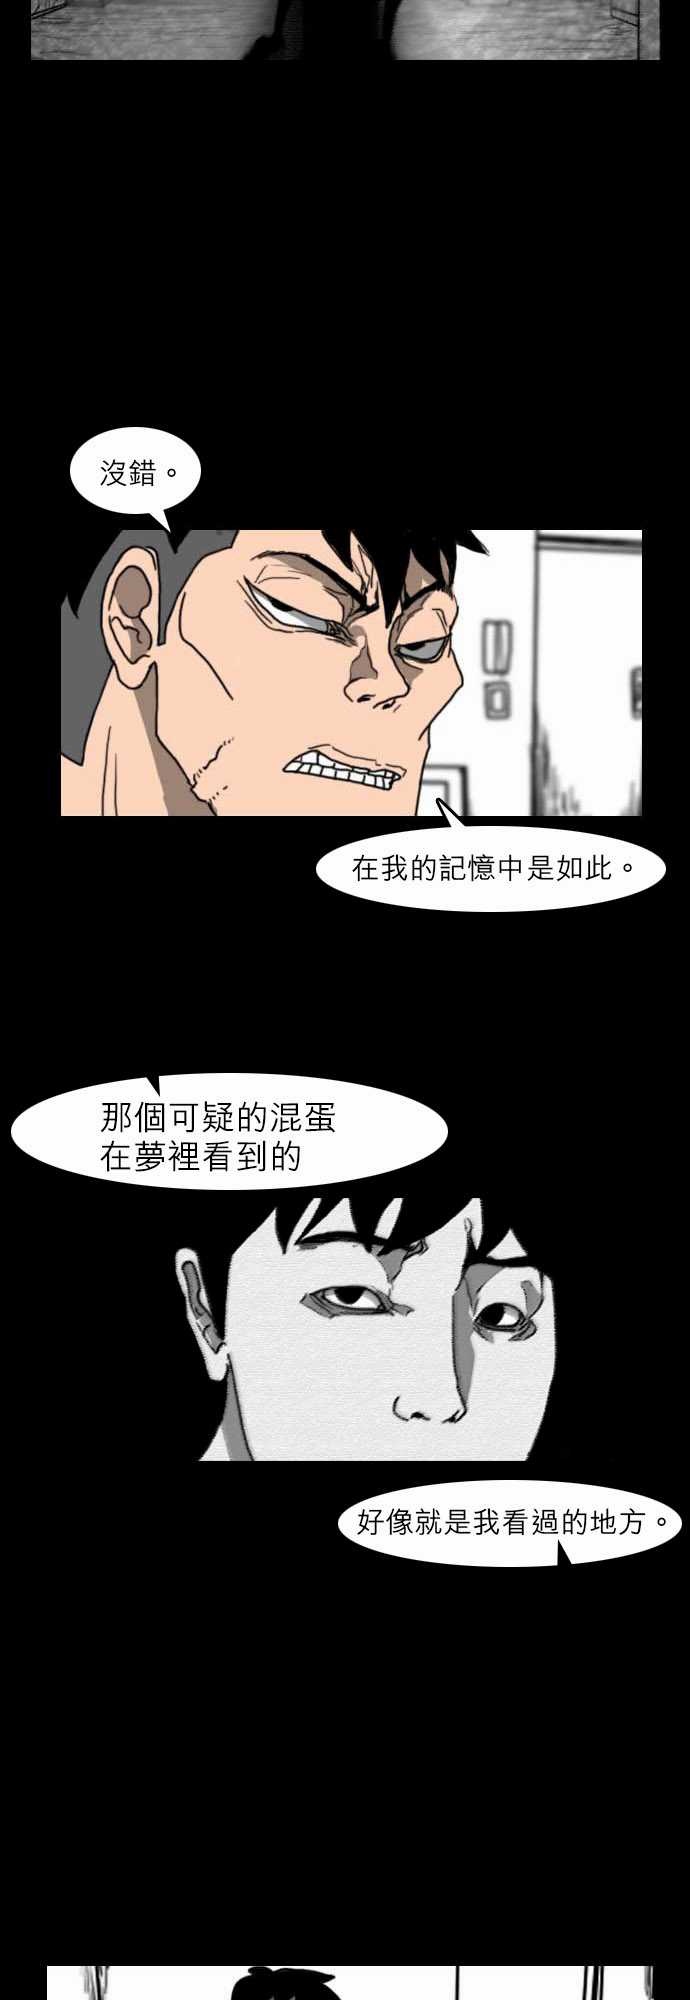 沒錯。
在我的記憶中是如此。
那個可疑的混蛋
在夢裡看到的
好像就是我看過的地方。